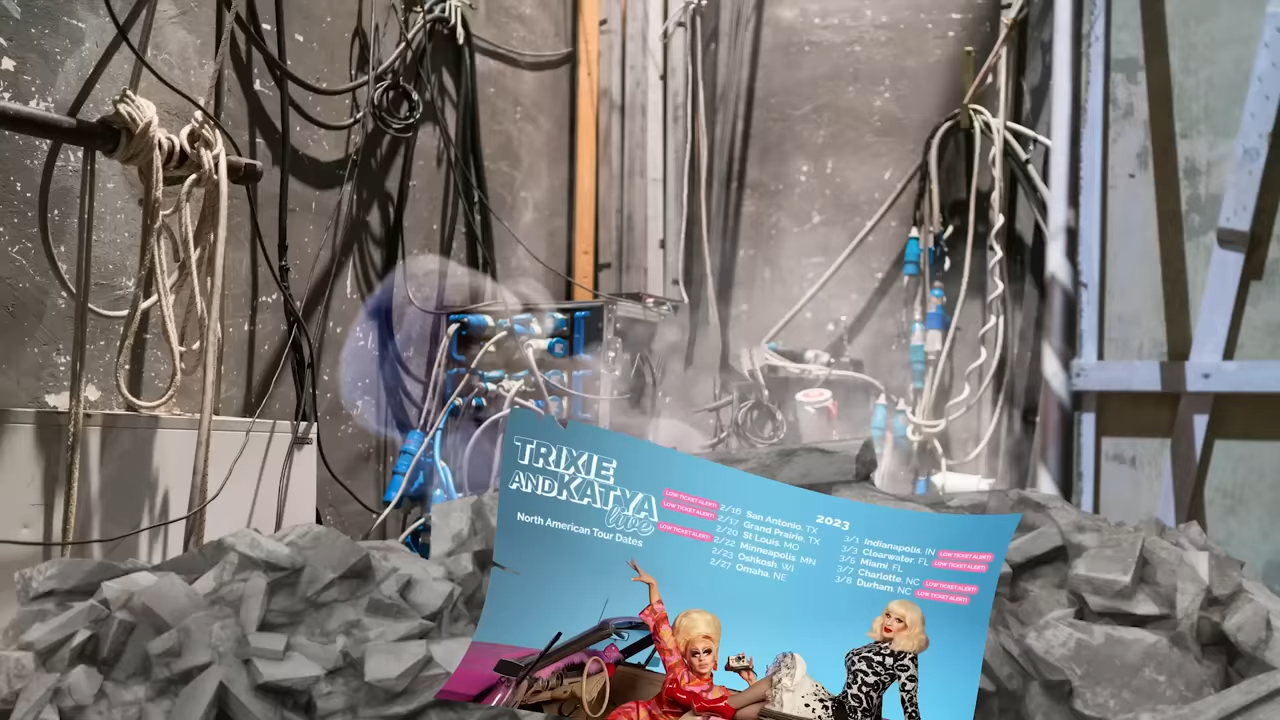 TRIXIE
AND KATYA
live
North American Tour Dates
LOW TICKET ALERT! 2/16 San Antonio, TX
LOW TICKET ALERT! 2/17 Grand Prairie, TX
2/20 St Louis, MO
LOW TICKET ALERT! 2/22 Minneapolis, MN
2/23 Oshkosh, WI
2/27 Omaha, NE
2023
3/1 Indianapolis, IN
3/3 Clearwater, FL LOW TICKET ALERT!
3/5 Miami, FL LOW TICKET ALERT!
3/7 Charlotte, NC LOW TICKET ALERT!
3/8 Durham, NC LOW TICKET ALERT!